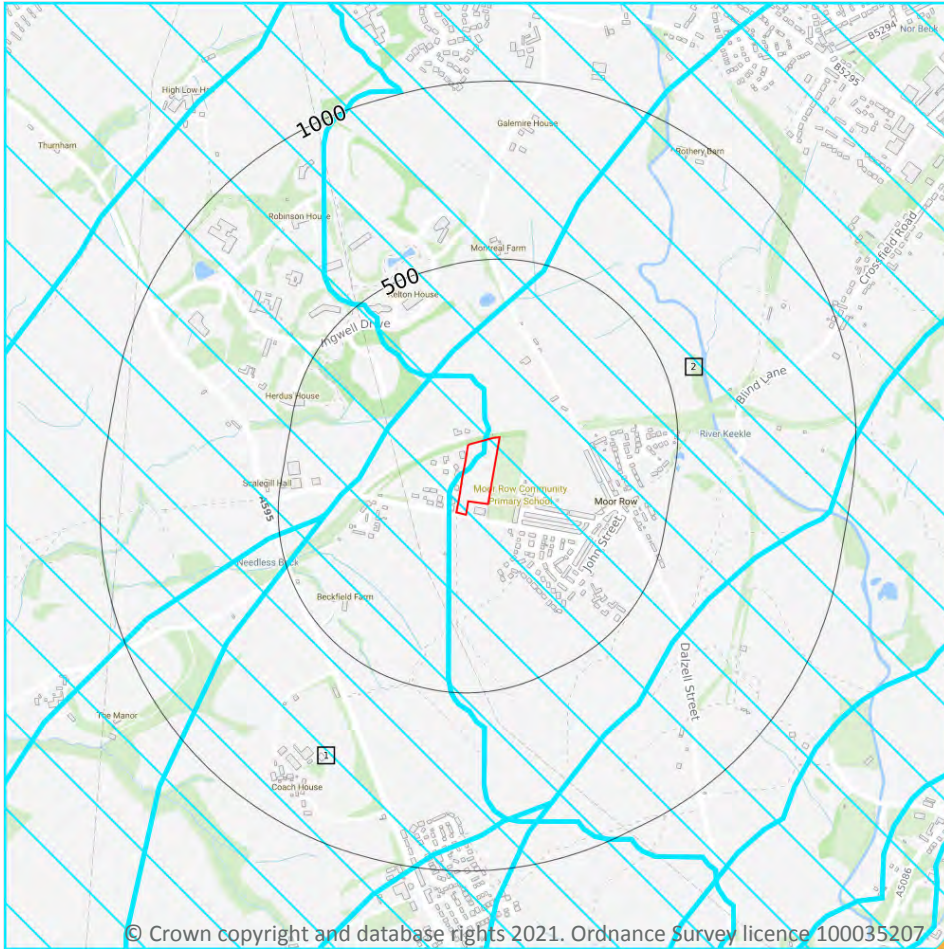 Nor Beck
B5294
B5295
High Low Hall
1000
Galemire House
Thurnham
Rothery Barn
Robinson House
Crossfield Road
Montreal Farm
500
Kelton House
Ingwell Drive
2
Blind Lane
Herdus House
River Keekle
Scalegill Hall
A595
Moor Row Community
Primary School
Moor Row
John Street
Needless Beck
Beckfield Farm
Dalzell Street
The Manor
1
Coach House
A5086
© Crown copyright and database rights 2021. Ordnance Survey licence 100035207.